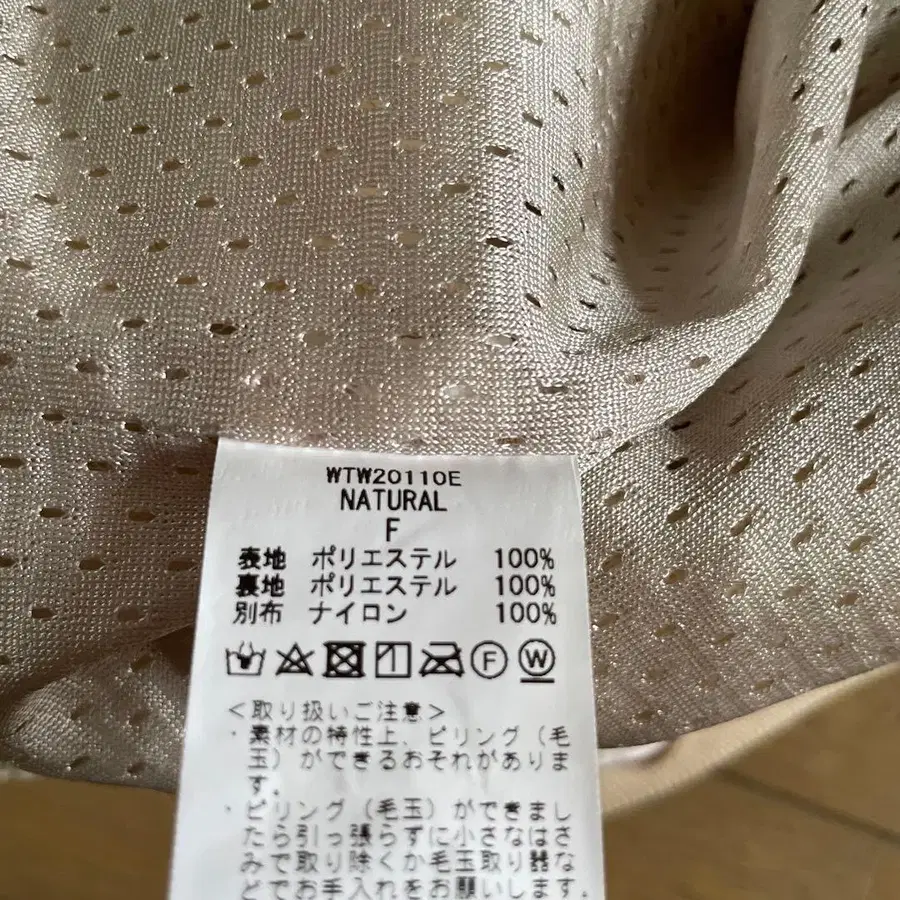 WTW20110E
NATURAL
F
表地 ポリエステル 100%
裏地 ポリエステル 100%
別布 ナイロン 100%
F W
<取り扱いご注意>
・素材の特性上、ピリング(毛
玉)ができるおそれがありま
す。
・ピリング(毛玉)ができまし
たら引っ張らずに小さなはさ
みで取り除くか毛玉取り器な
どでお手入れをお願いします。